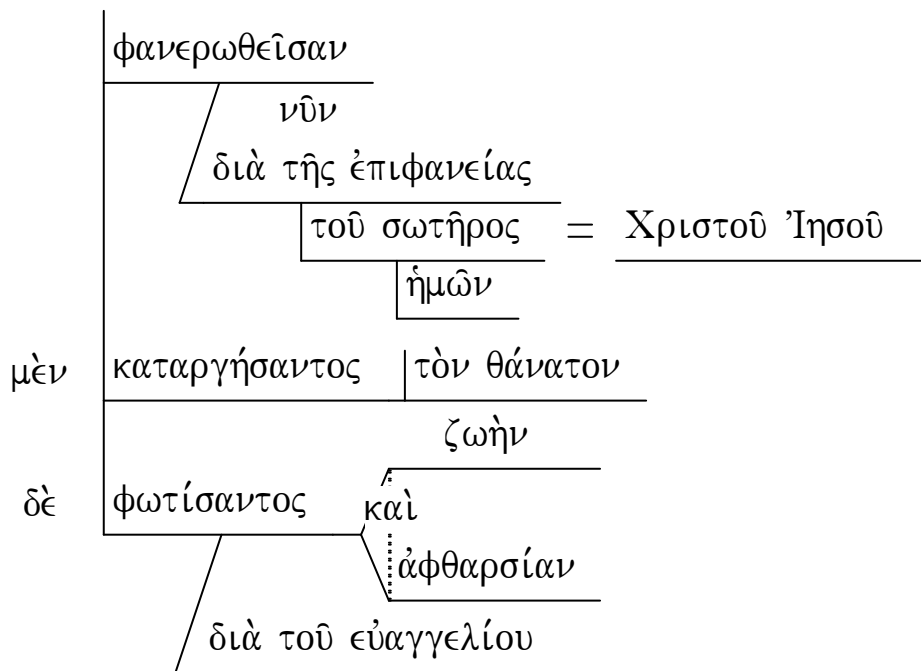 φανερωθεῖσαν
νῦν
διὰ τῆς ἐπιφανείας
τοῦ σωτῆρος = Χριστοῦ Ἰησοῦ
ἡμῶν
μὲν καταργήσαντος τὸν θάνατον
ζωὴν
δὲ φωτίσαντος καὶ
ἀφθαρσίαν
διὰ τοῦ εὐαγγελίου